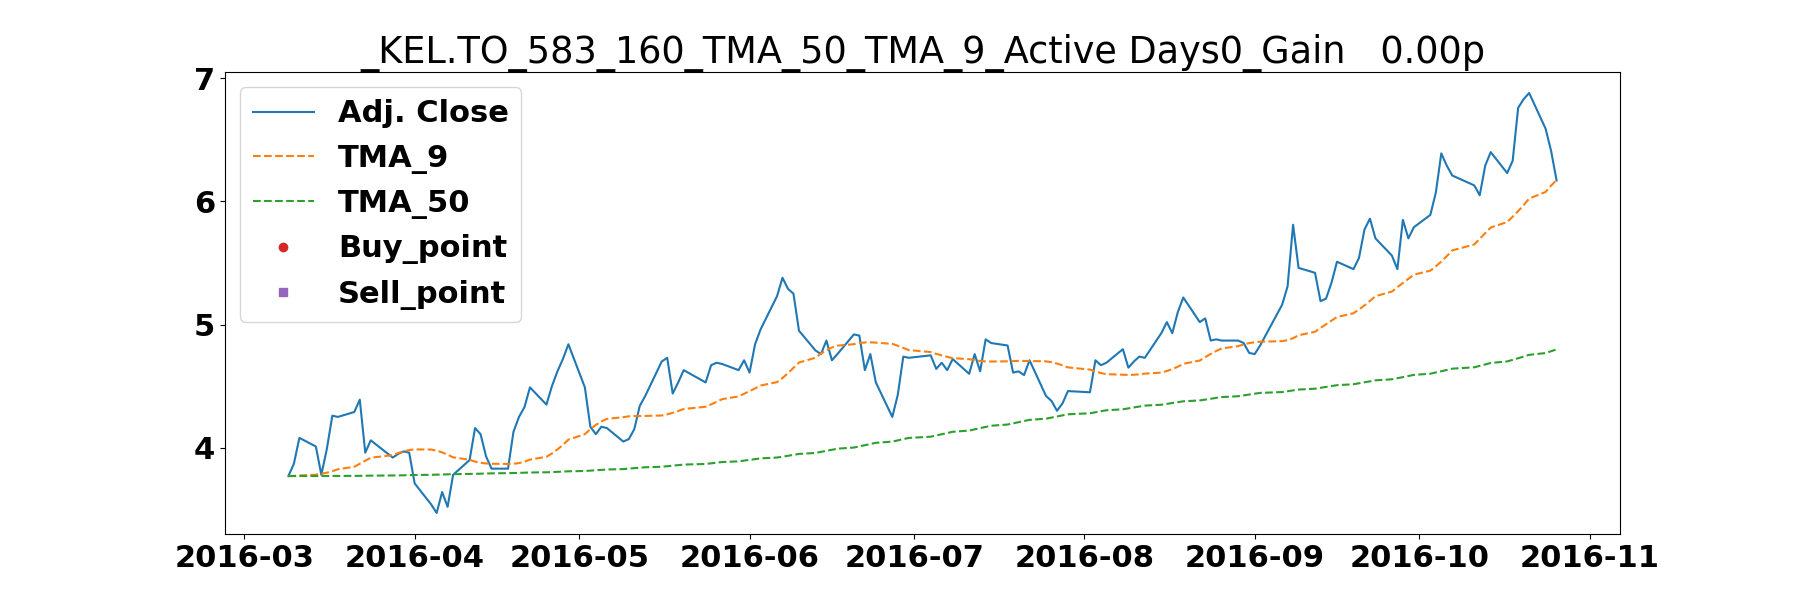 _KEL.TO_583_160_TMA_50_TMA_9_Active Days0_Gain   0.00p
7
6
5
4
Adj. Close
TMA_9
TMA_50
Buy_point
Sell_point
2016-03 2016-04 2016-05 2016-06 2016-07 2016-08 2016-09 2016-10 2016-11